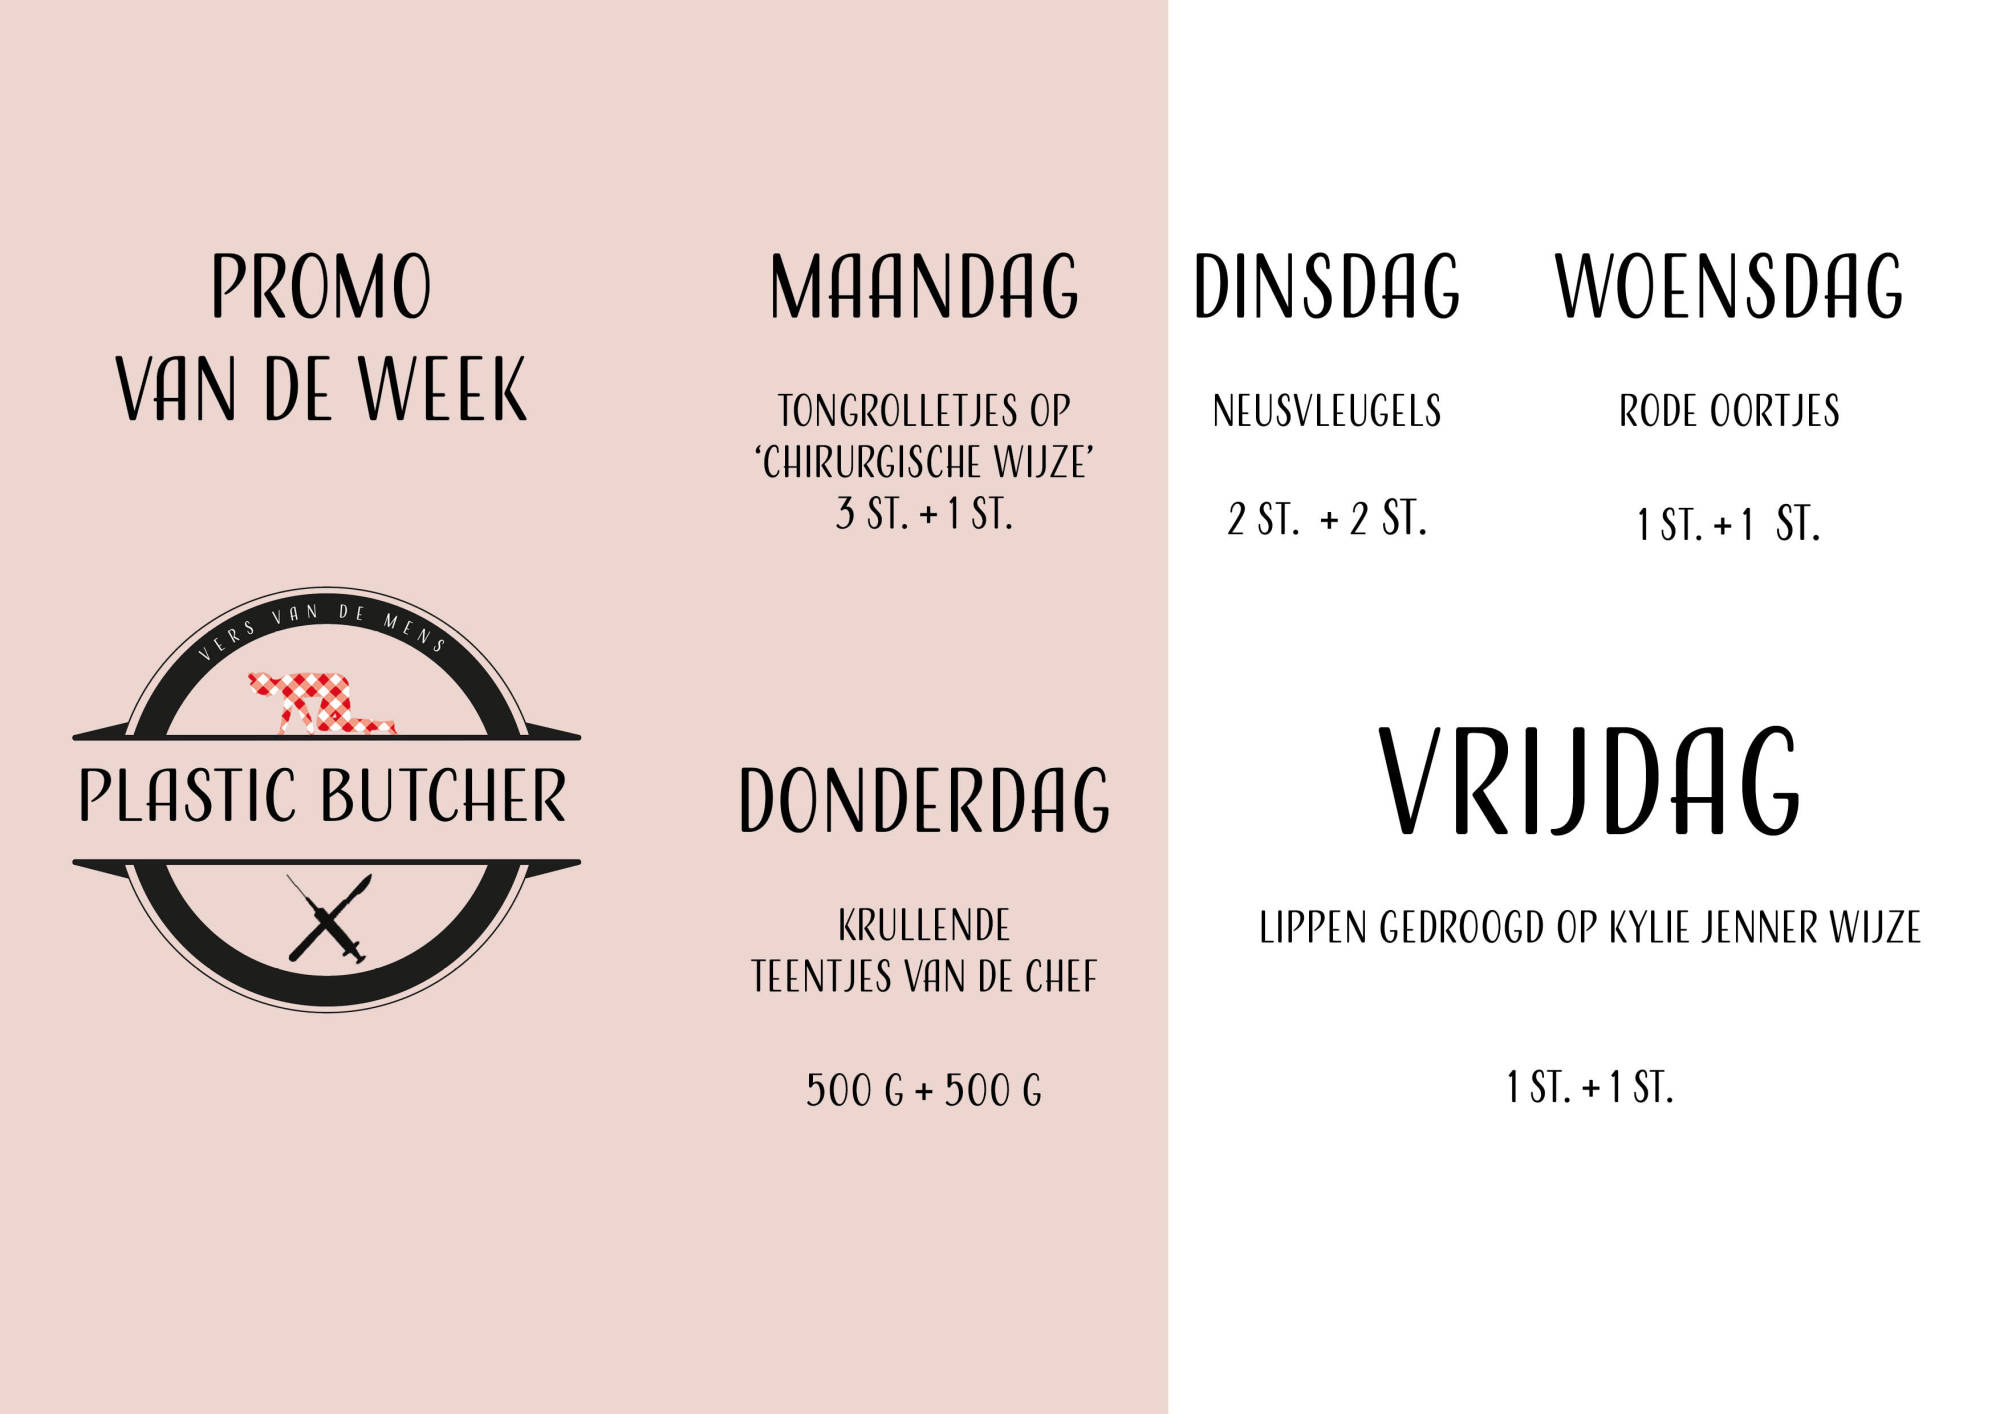 PROMO
VAN DE WEEK
VERS VAN DE MENS
PLASTIC BUTCHER
MAANDAG
TONGROLLETJES OP
‘CHIRURGISCHE WIJZE’
3 ST. + 1 ST.
DINSDAG
NEUSVLEUGELS
2 ST. + 2 ST.
WOENSDAG
RODE OORTJES
1 ST. + 1 ST.
DONDERDAG
KRULLENDE
TEENTJES VAN DE CHEF
500 G + 500 G
VRIJDAG
LIPPEN GEDROOGD OP KYLIE JENNER WIJZE
1 ST. + 1 ST.